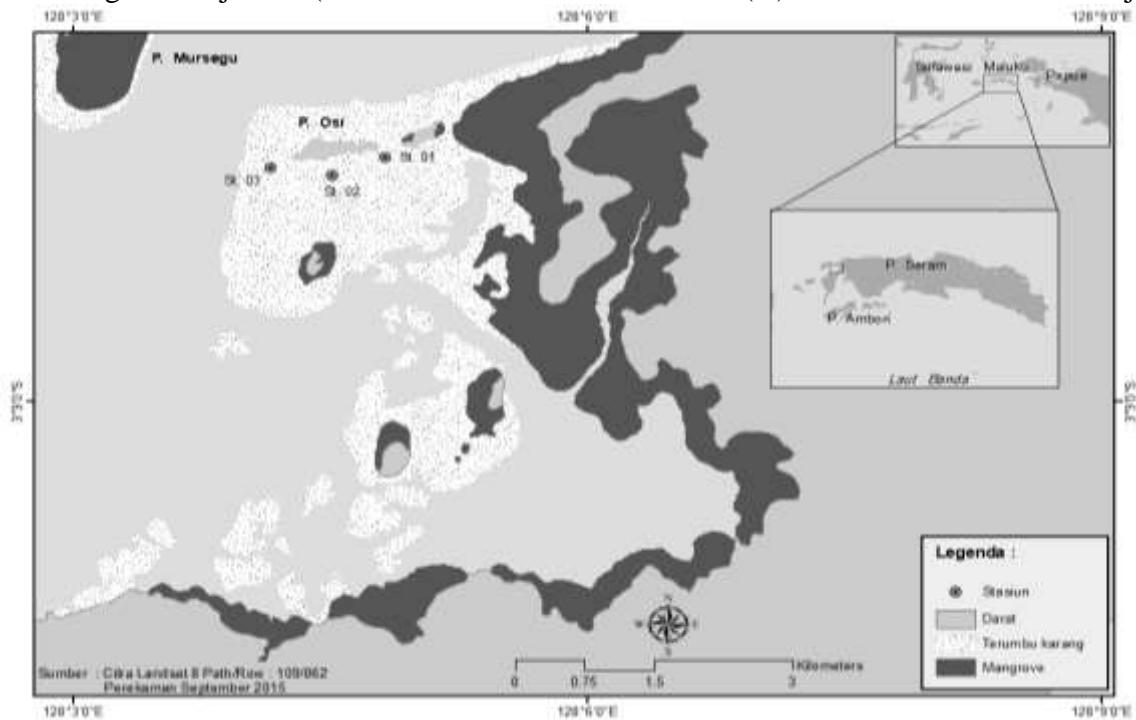 128°3'0"E 128°6'0"E 128°9'0"E
P. Mursegu
P. Osi
St. 01
St. 02
St. 03
Sulawesi Maluku Papua
P. Seram
P. Ambon
Laut Banda
3°3'0"S 3°3'0"S
Legenda :
Stasiun
Darat
Terumbu karang
Mangrove
N
W E
S
Kilometers
0 0.75 1.5 3
Sumber : Citra Landsat 8 Path/Row : 109/062
Perekaman September 2015
128°3'0"E 128°6'0"E 128°9'0"E